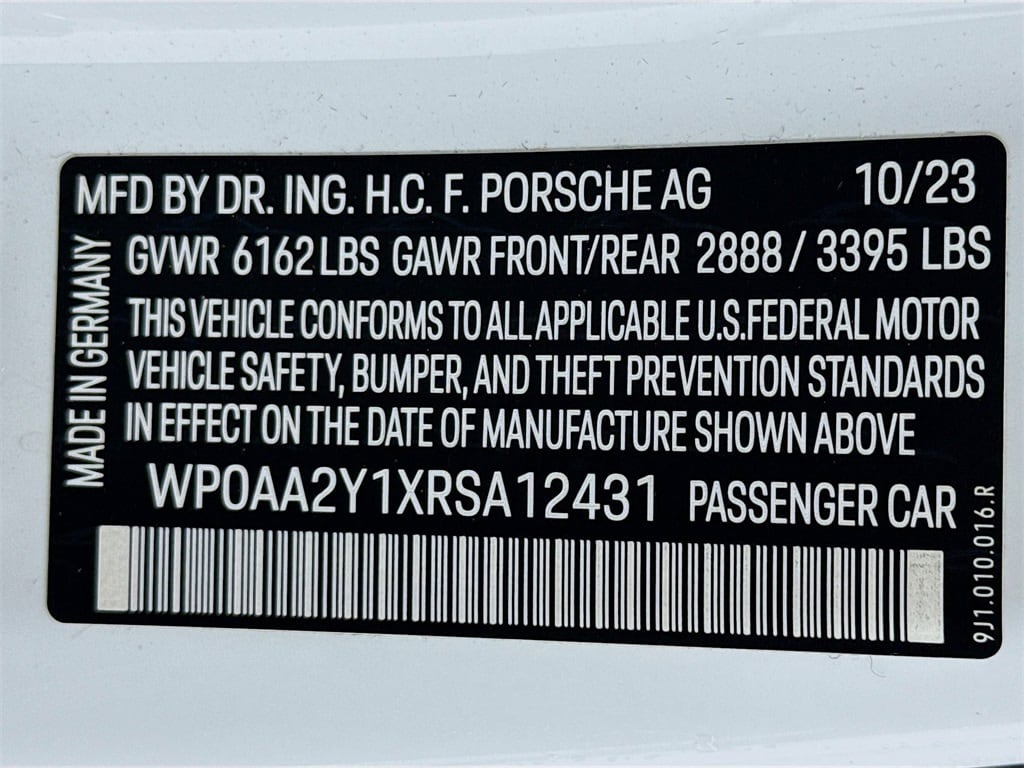 MFD BY DR. ING. H.C. F. PORSCHE AG 10/23
GVWR 6162 LBS GAWR FRONT/REAR 2888 / 3395 LBS
THIS VEHICLE CONFORMS TO ALL APPLICABLE U.S.FEDERAL MOTOR
VEHICLE SAFETY, BUMPER, AND THEFT PREVENTION STANDARDS
IN EFFECT ON THE DATE OF MANUFACTURE SHOWN ABOVE
WP0AA2Y1XRSA12431 PASSENGER CAR
MADE IN GERMANY
9J1.010.016.R